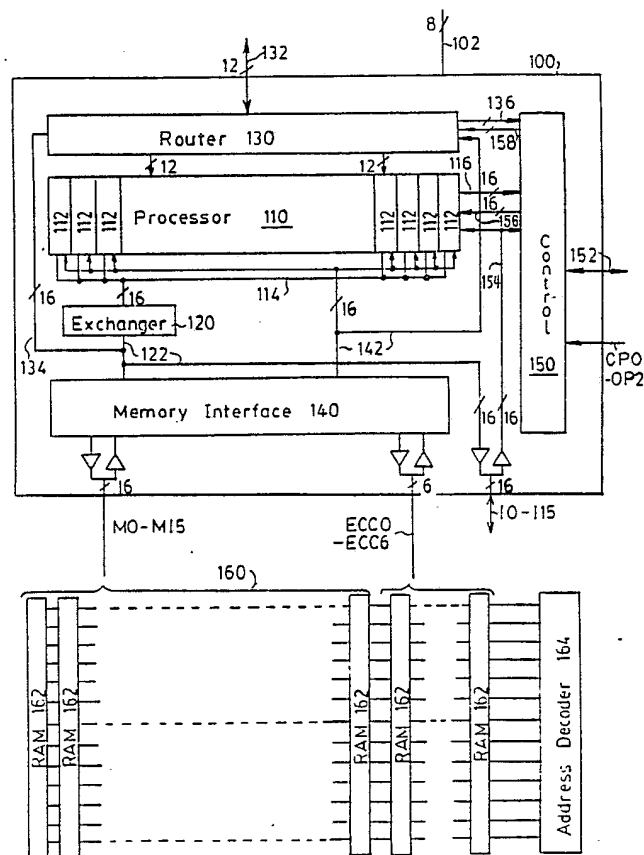 8
102
12
132
100
Router 130
136
158
12
12
116
16
16
112
112
112
Processor 110
112
112
112
112
156
16
16
114
16
154
152
Exchanger 120
Control
150
134
122
142
CPO
-OP2
Memory Interface 140
16
16
16
6
16
MO-M15
ECCO
-ECC6
IO-I15
160
RAM 162
RAM 162
RAM 162
RAM 162
RAM 162
Address Decoder 164